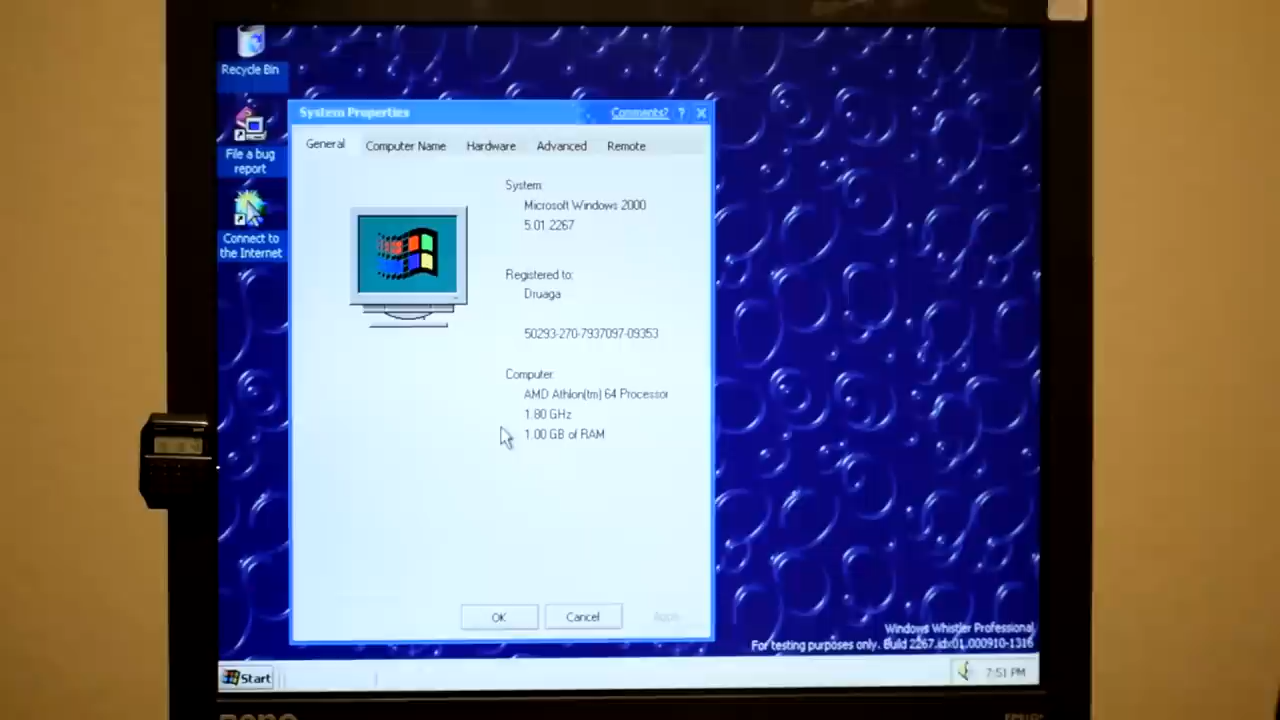 Recycle Bin
File a bug
report
Connect to
the Internet
System Properties
Comments?
?
General
Computer Name
Hardware
Advanced
Remote
System:
Microsoft Windows 2000
5.01.2267
Registered to:
Druaga
50293-270-7937097-09353
Computer:
AMD Athlon(tm) 64 Processor
1.80 GHz
1.00 GB of RAM
OK
Cancel
Apply
Windows Whistler Professional
For testing purposes only. Build 2267.idx01.000910-1316
Start
7:51 PM